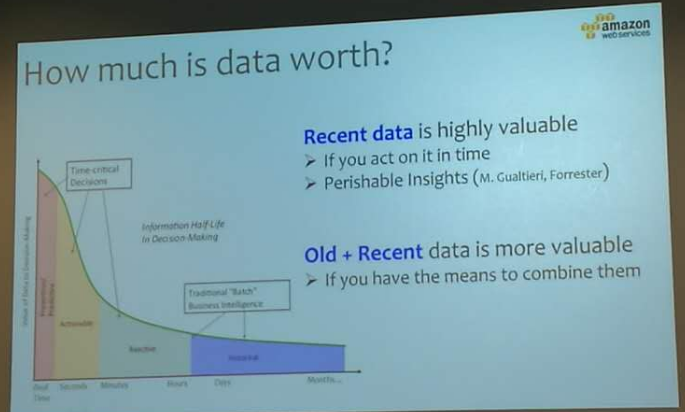 amazon
webservices
How much is data worth?
Recent data is highly valuable
➢ If you act on it in time
➢ Perishable Insights (M. Gualtieri, Forrester)
Old + Recent data is more valuable
➢ If you have the means to combine them
Time-critical
Decisions
Information Half-Life
In Decision-Making
Traditional "Batch"
Business Intelligence
Value of Data to Decision-Making
Actionable
Reactive
Historical
Real Seconds Minutes Hours Days Months...
Time